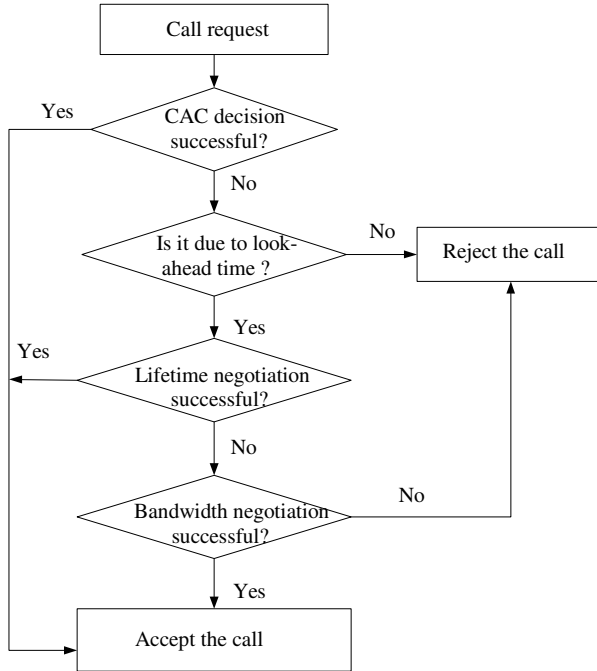 Call request
Yes
CAC decision
successful?
No
Is it due to look-
ahead time ?
No
Reject the call
Yes
Yes
Lifetime negotiation
successful?
No
No
Bandwidth negotiation
successful?
Yes
Accept the call